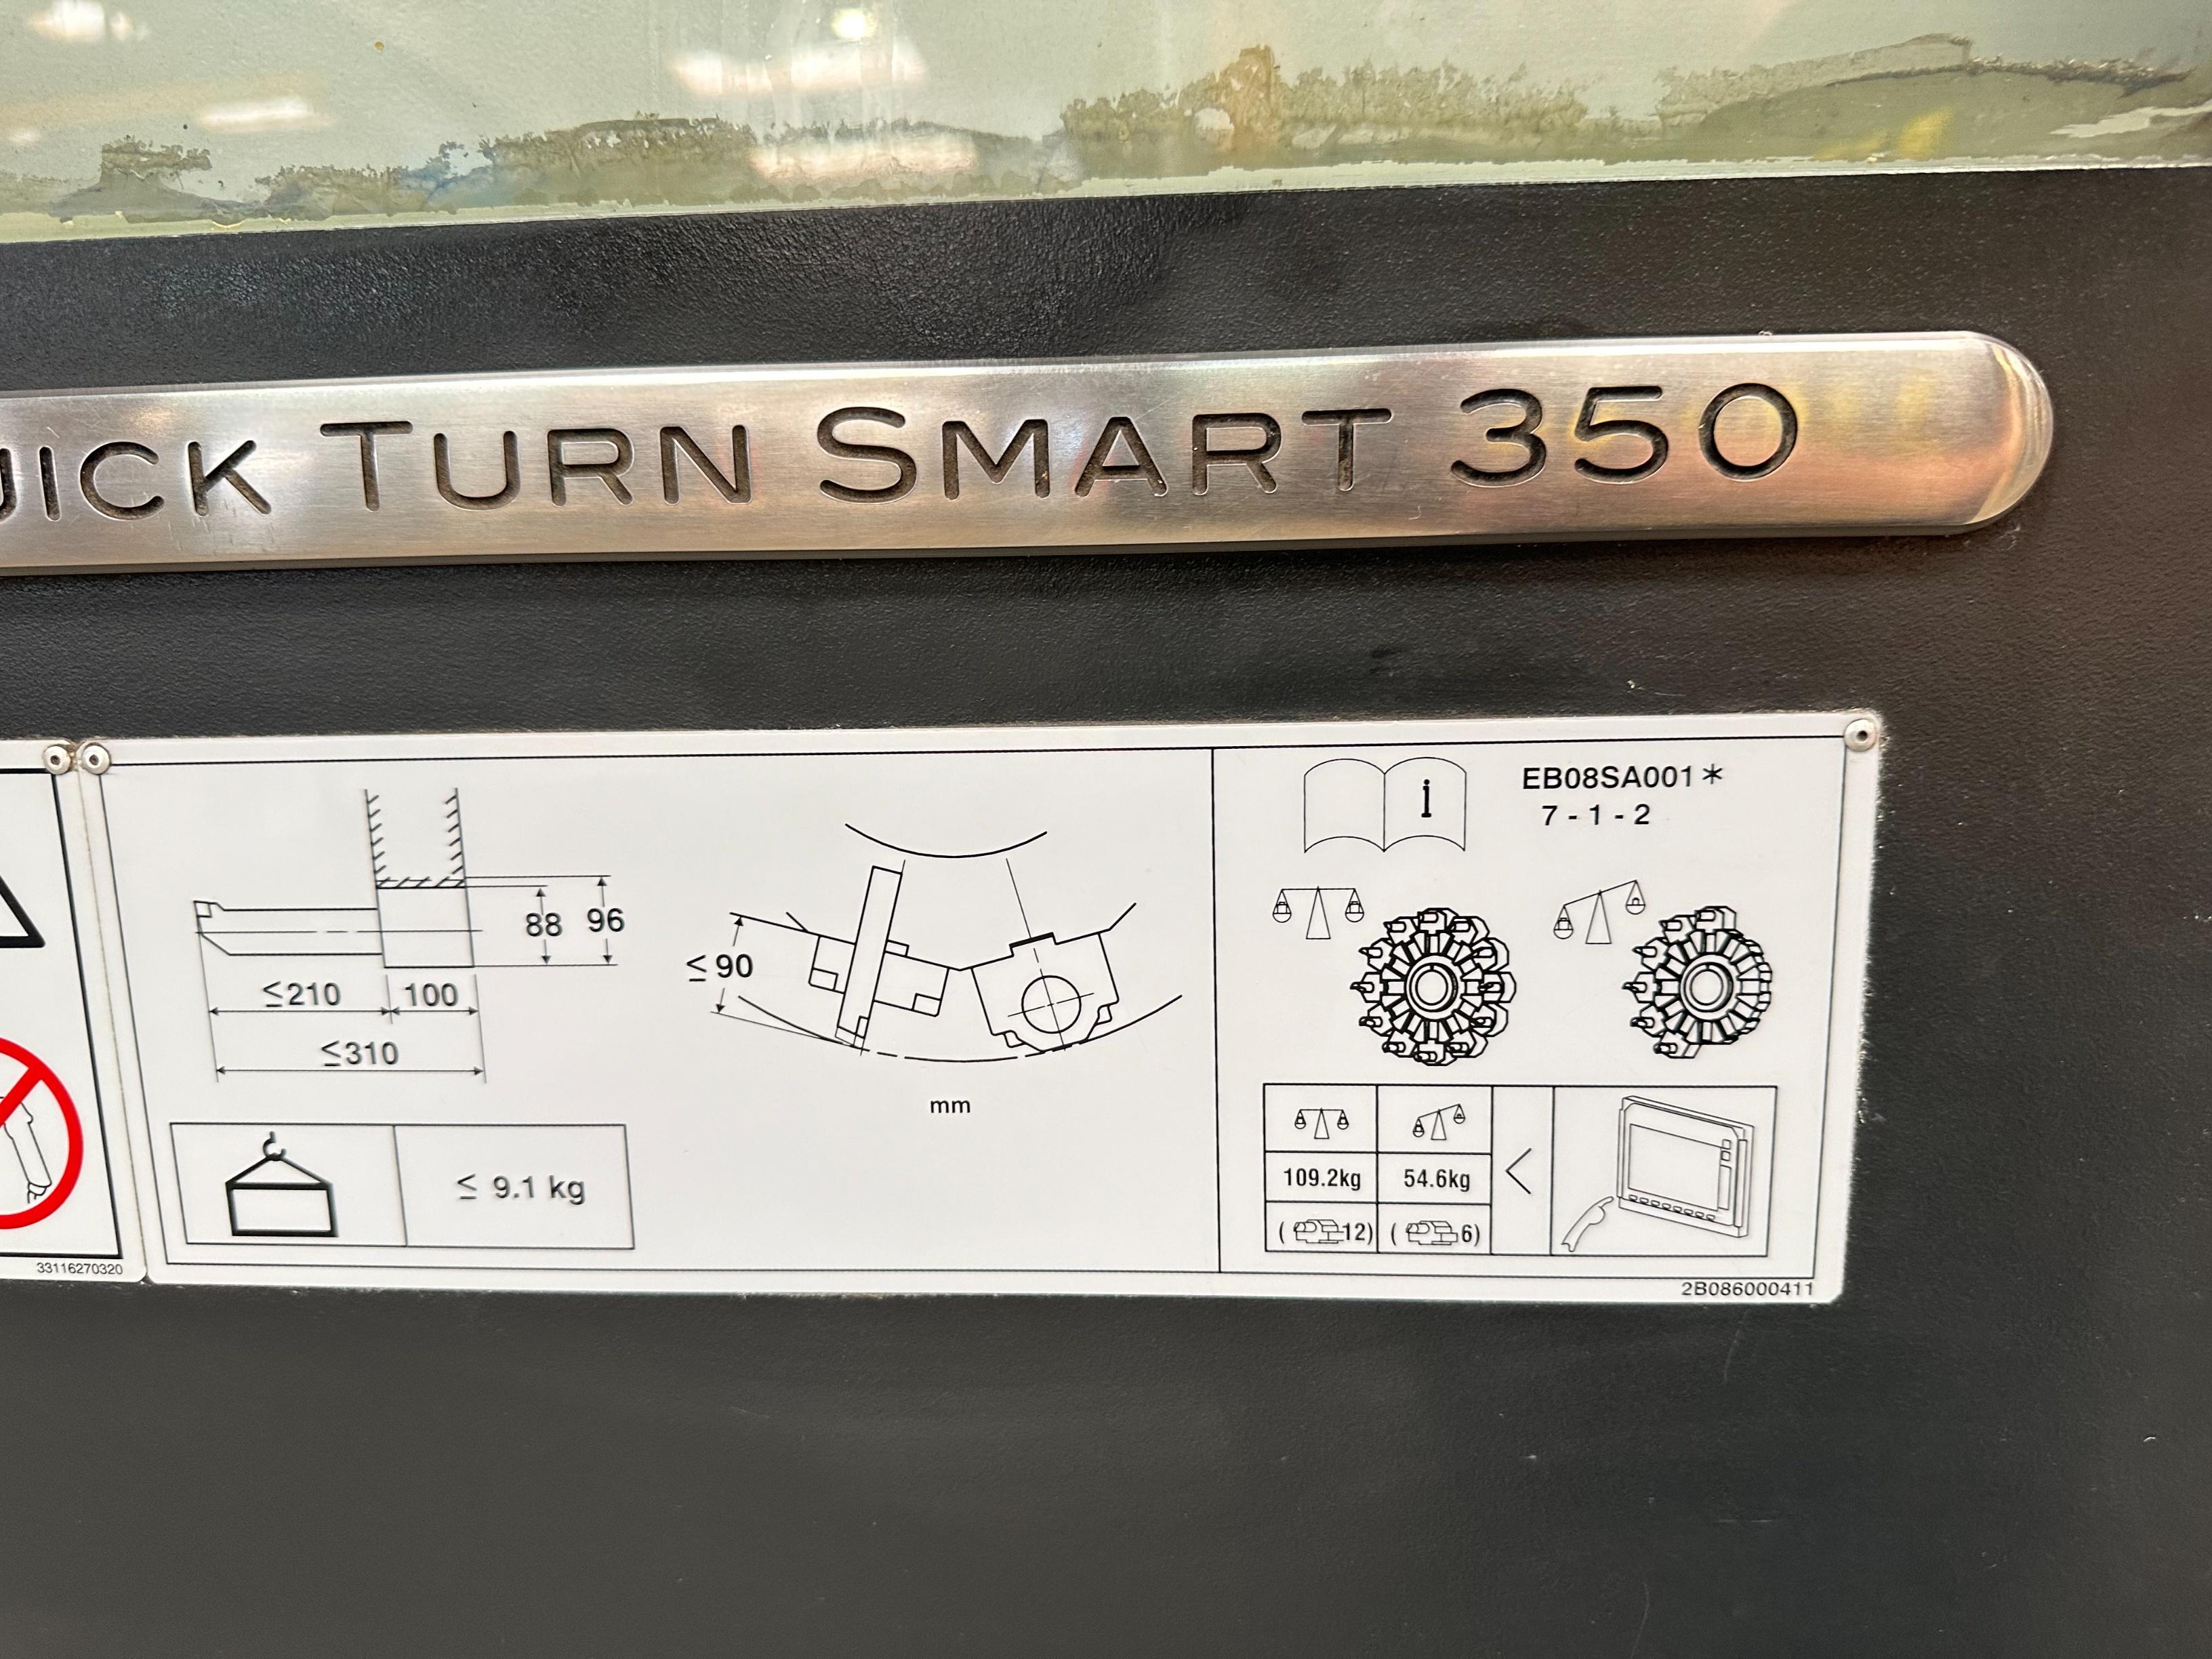 UICK TURN SMART 350
EB08SA001*
7-1-2
88 96
≤210 100
≤310
≤90
mm
≤ 9.1 kg
109.2kg 54.6kg <
( 12) ( 6)
33116270320
2B086000411